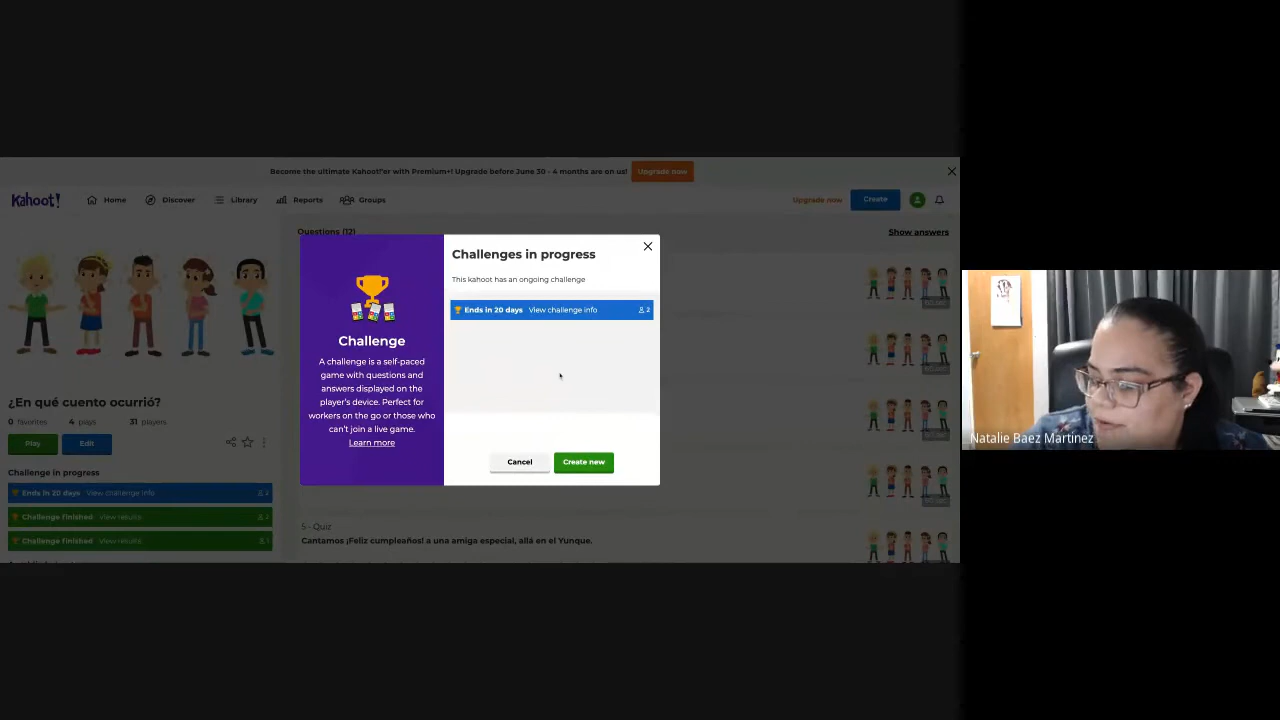 Become the ultimate Kahoot!'er with Premium+! Upgrade before June 30 - 4 months are on us! Upgrade now
Kahoot! Home Discover Library Reports Groups Upgrade now Create
Questions (12) Show answers
Challenges in progress
This kahoot has an ongoing challenge
Ends in 20 days View challenge info 2
Challenge
A challenge is a self-paced
game with questions and
answers displayed on the
player's device. Perfect for
workers on the go or those who
can't join a live game.
Learn more
Cancel Create new
¿En qué cuento ocurrió?
0 favorites 4 plays 31 players
Play Edit
Challenge in progress
Ends in 20 days View challenge info 2
Challenge finished View results 2
Challenge finished View results 1
5 - Quiz
Cantamos ¡Feliz cumpleaños! a una amiga especial, allá en el Yunque.
Natalie Baez Martinez